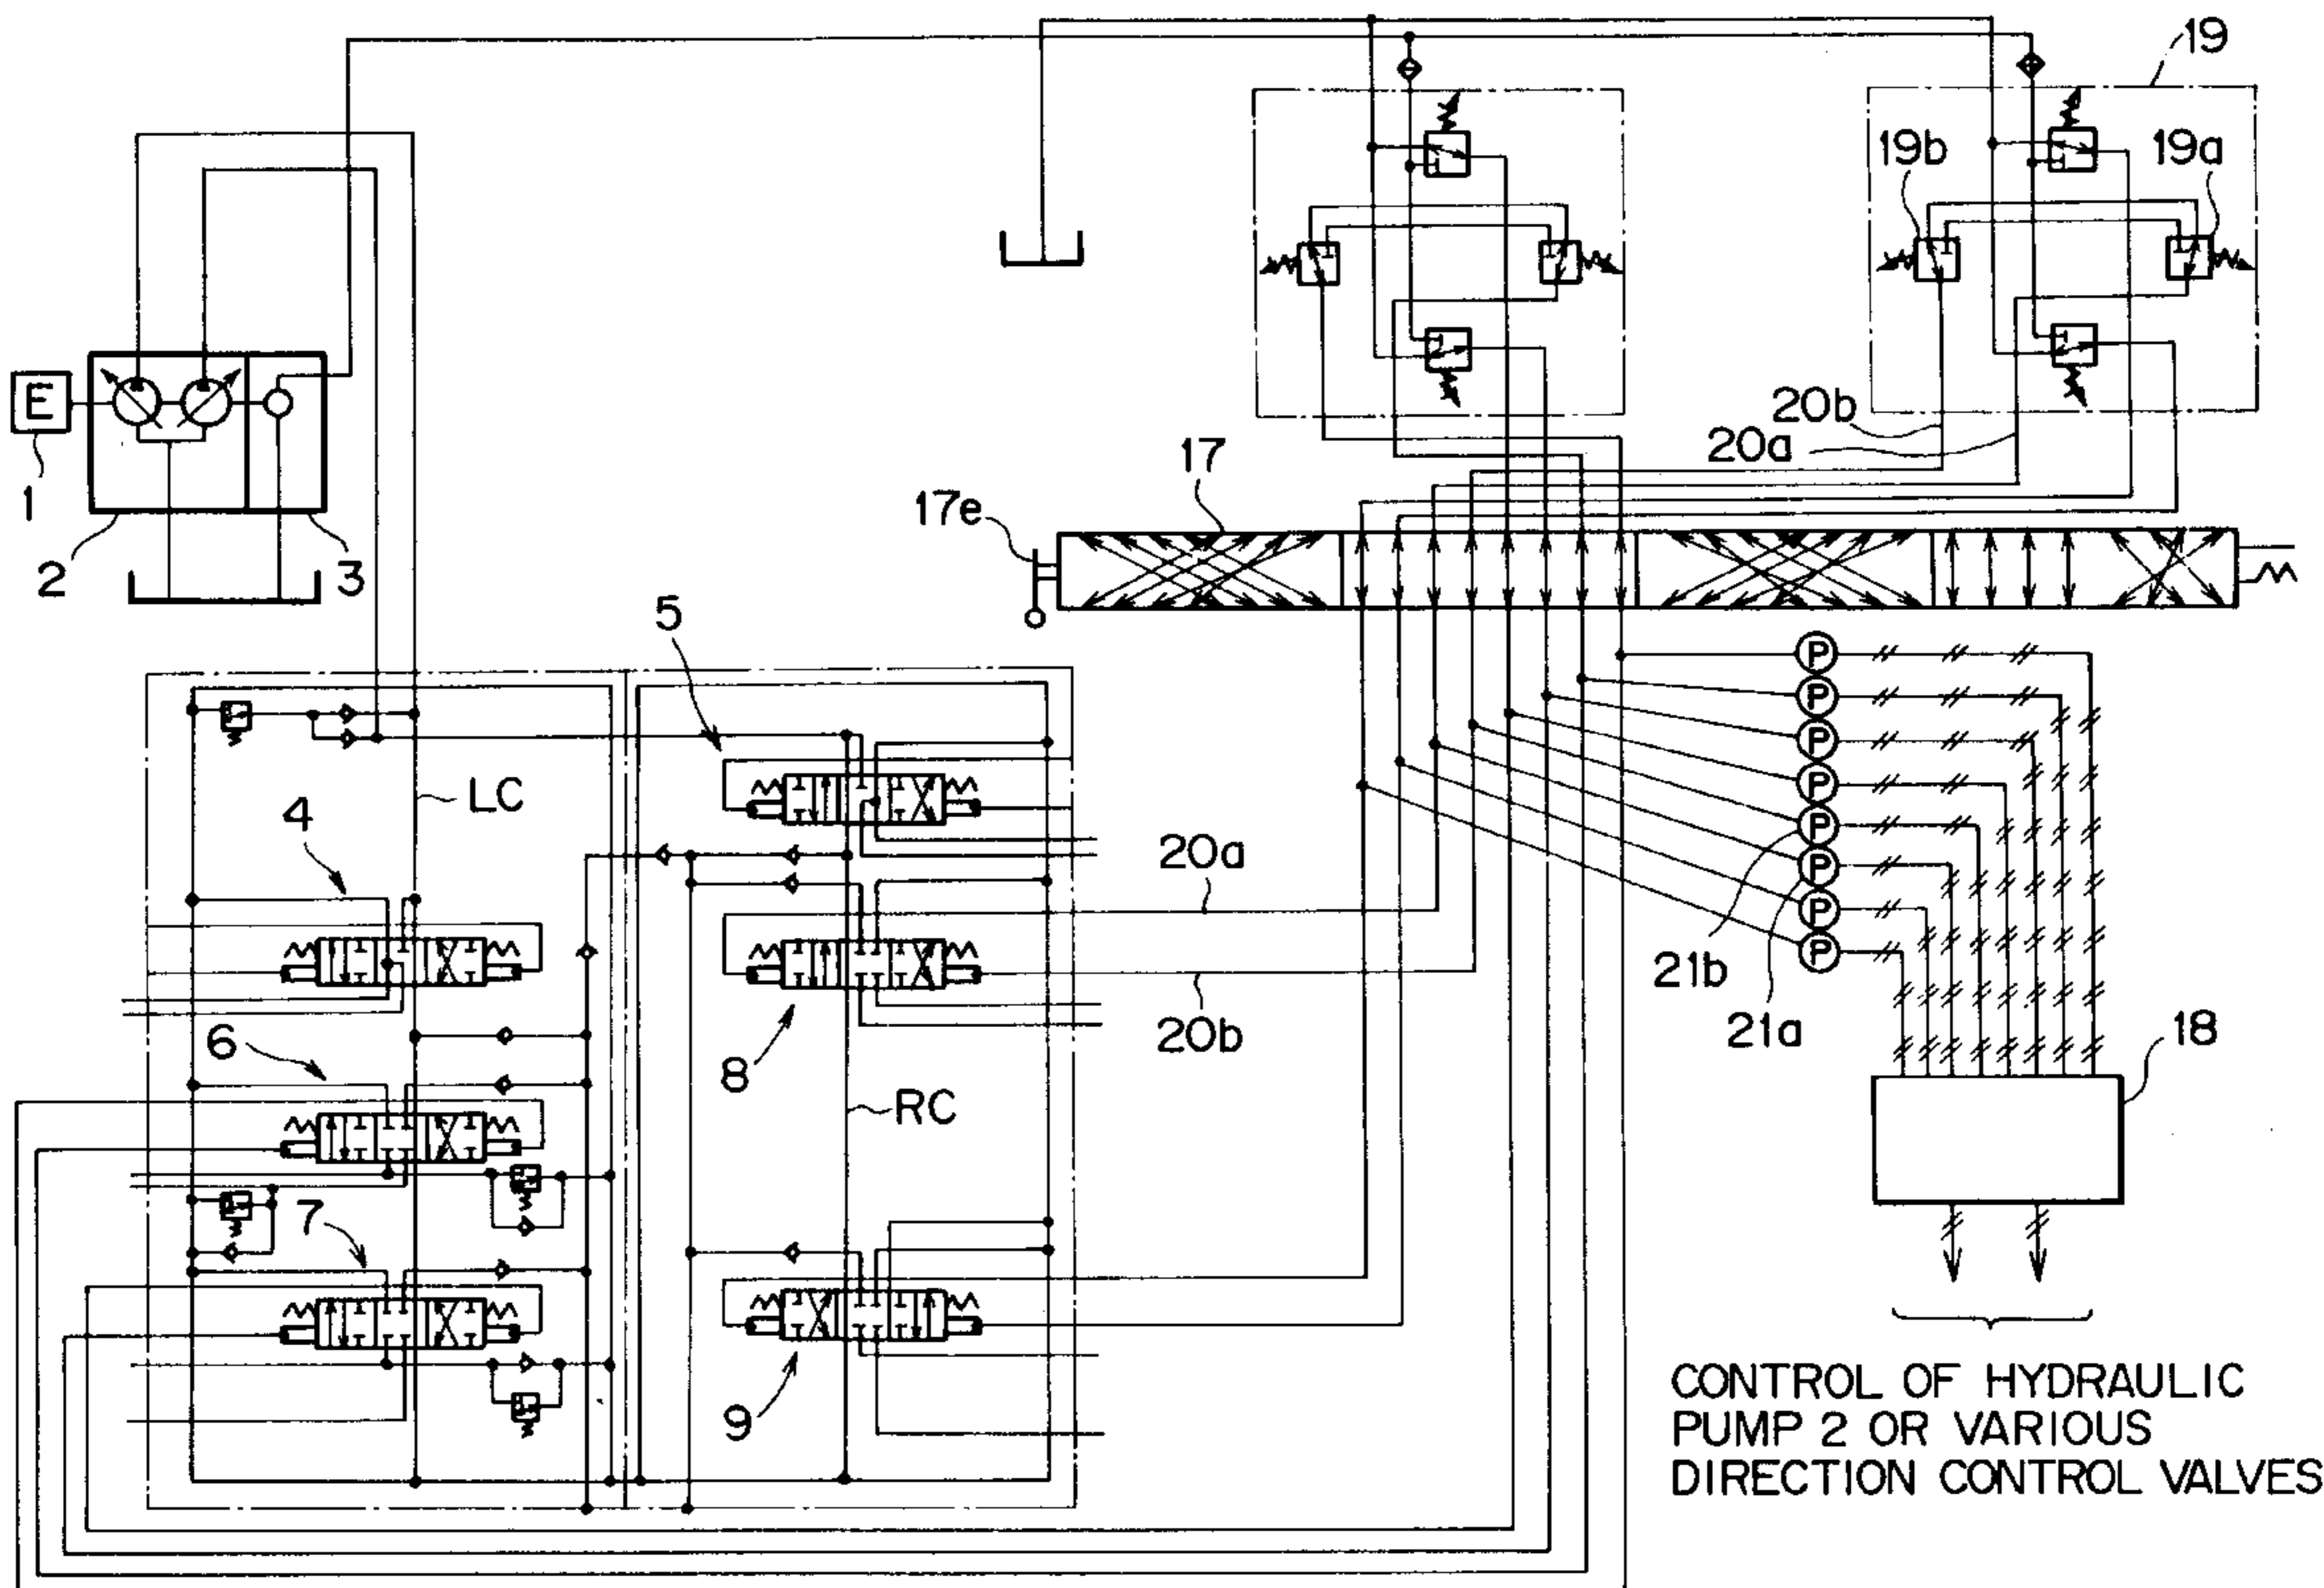 19
19b
19a
E
1
2
3
20b
20a
17
17e
5
P
P
P
P
P
P
P
P
LC
4
20a
21b
21a
20b
6
8
18
RC
7
9
CONTROL OF HYDRAULIC
PUMP 2 OR VARIOUS
DIRECTION CONTROL VALVES